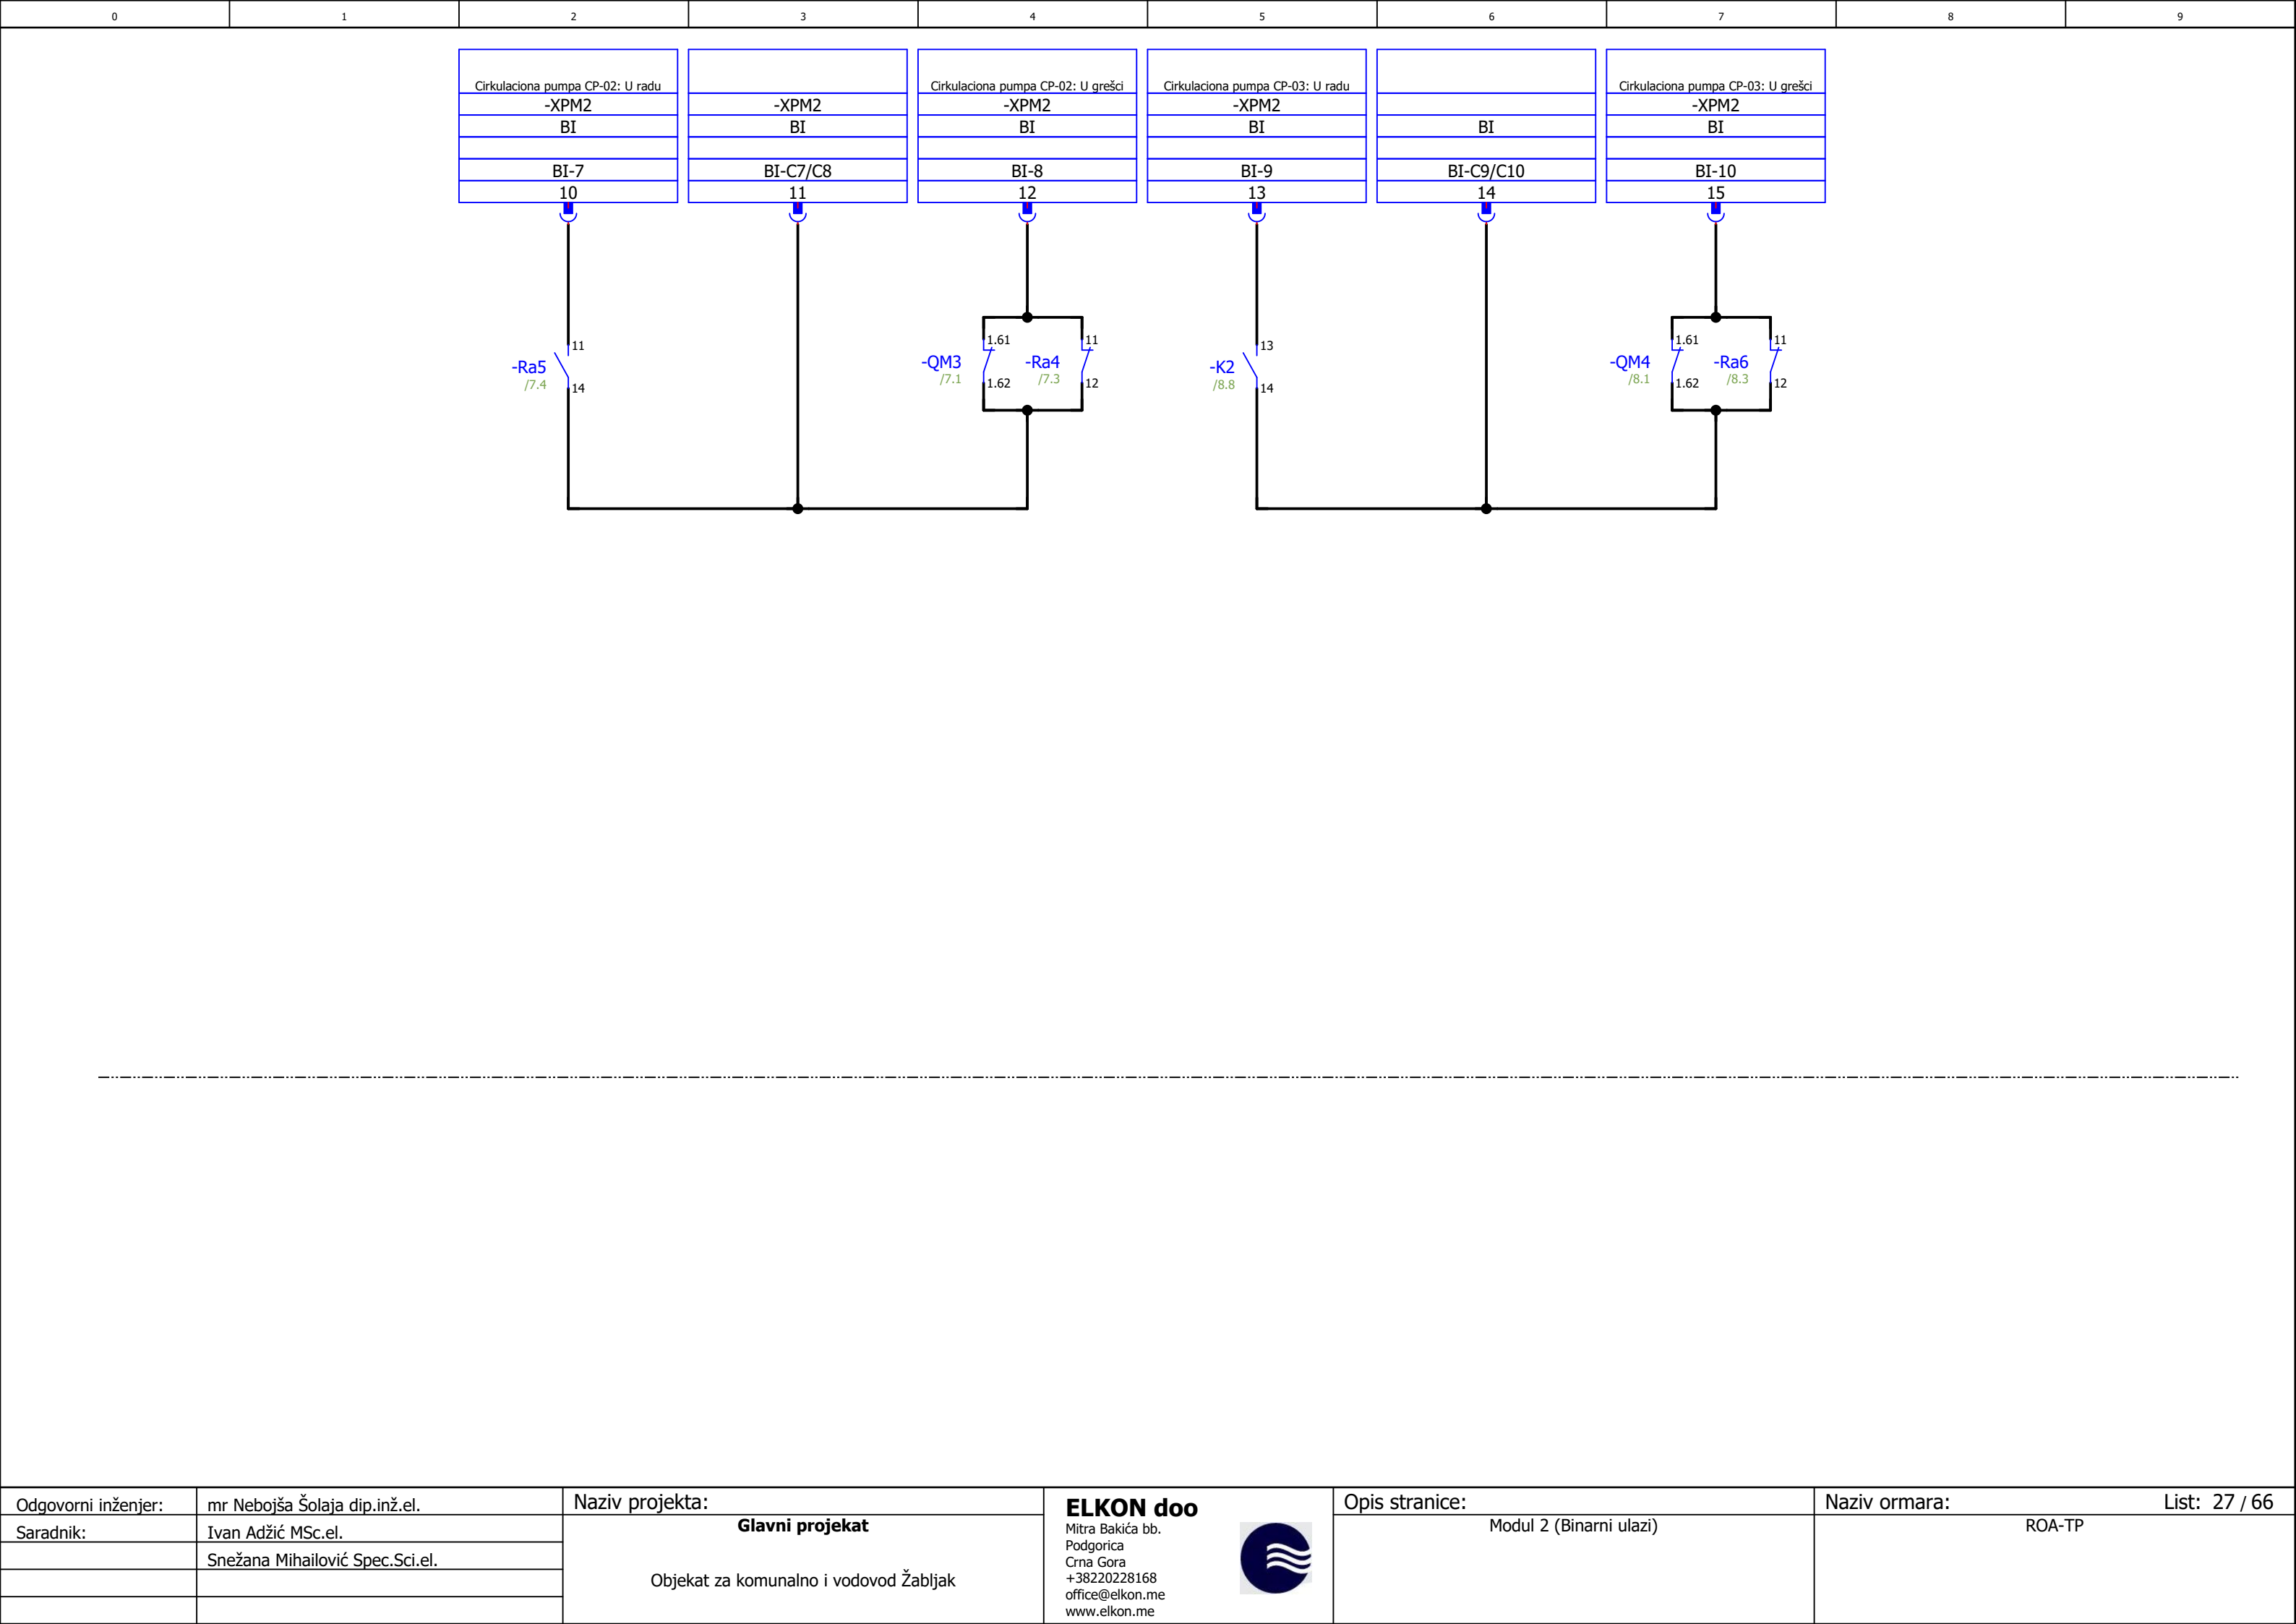 0 1 2 3 4 5 6 7 8 9
Cirkulaciona pumpa CP-02: U radu Cirkulaciona pumpa CP-02: U grešci Cirkulaciona pumpa CP-03: U radu Cirkulaciona pumpa CP-03: U grešci
-XPM2 -XPM2 -XPM2 -XPM2 -XPM2
BI BI BI BI BI BI
BI-7 BI-C7/C8 BI-8 BI-9 BI-C9/C10 BI-10
10 11 12 13 14 15
11 1.61 11 13 1.61 11
-Ra5 -QM3 -Ra4 -K2 -QM4 -Ra6
/7.4 /7.1 /7.3 /8.8 /8.1 /8.3
14 1.62 12 14 1.62 12
Odgovorni inženjer: mr Nebojša Šolaja dip.inž.el.
Saradnik: Ivan Adžić MSc.el.
Snežana Mihailović Spec.Sci.el.
Naziv projekta:
Glavni projekat
Objekat za komunalno i vodovod Žabljak
ELKON doo
Mitra Bakića bb.
Podgorica
Crna Gora
+38220228168
office@elkon.me
www.elkon.me
Opis stranice:
Modul 2 (Binarni ulazi)
Naziv ormara: List: 27 / 66
ROA-TP